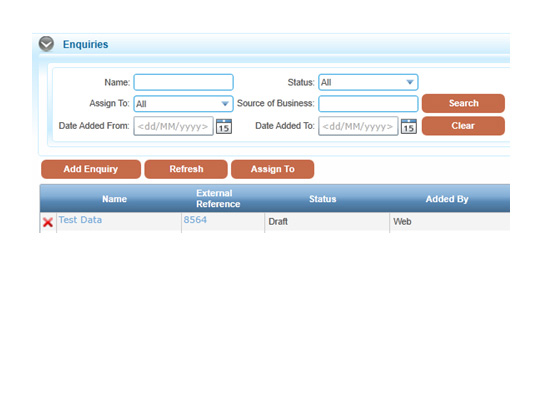 Enquiries
Name: Status: All
Assign To: All Source of Business:
Search
Date Added From: <dd/MM/yyyy> 15 Date Added To: <dd/MM/yyyy> 15
Clear
Add Enquiry Refresh Assign To
Name External Reference Status Added By
Test Data 8564 Draft Web